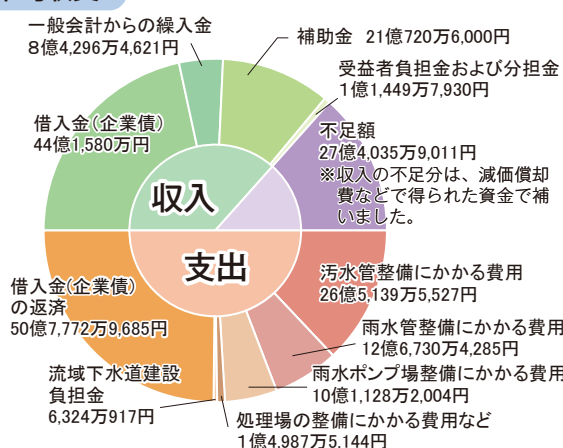 一般会計からの繰入金
8億4,296万4,621円
補助金 21億720万6,000円
受益者負担金および分担金
1億1,449万7,930円
借入金(企業債)
44億1,580万円
不足額
27億4,035万9,011円
※収入の不足分は、減価償却
費などで得られた資金で補
いました。
収入
支出
借入金(企業債)
の返済
50億7,772万9,685円
汚水管整備にかかる費用
26億5,139万5,527円
雨水管整備にかかる費用
12億6,730万4,285円
雨水ポンプ場整備にかかる費用
10億1,128万2,004円
流域下水道建設
負担金
6,324万917円
処理場の整備にかかる費用など
1億4,987万5,144円